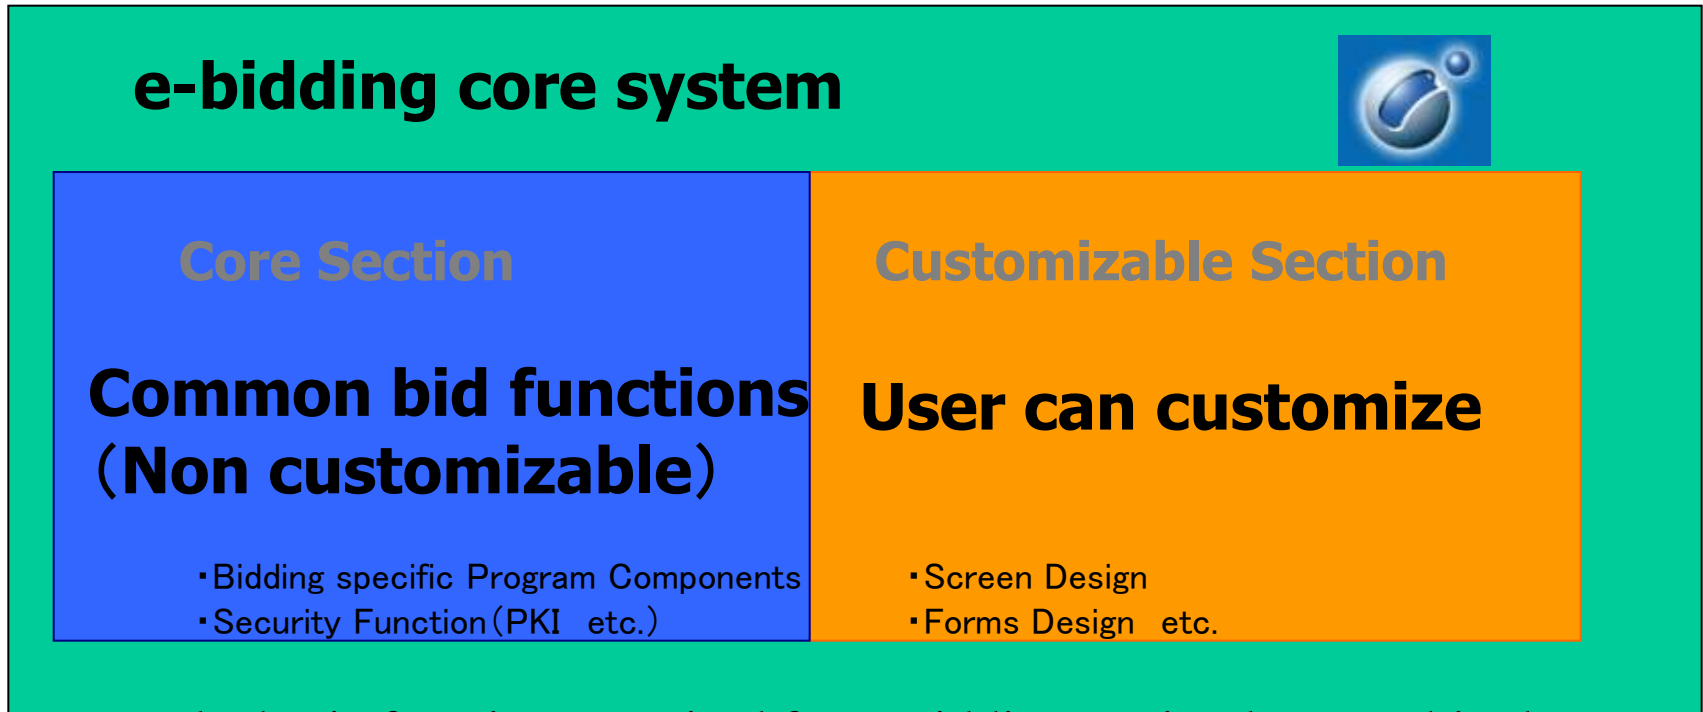 e-bidding core system
Core Section
Common bid functions
（Non customizable）
・Bidding specific Program Components
・Security Function（PKI　etc.）
Customizable Section
User can customize
・Screen Design
・Forms Design　etc.